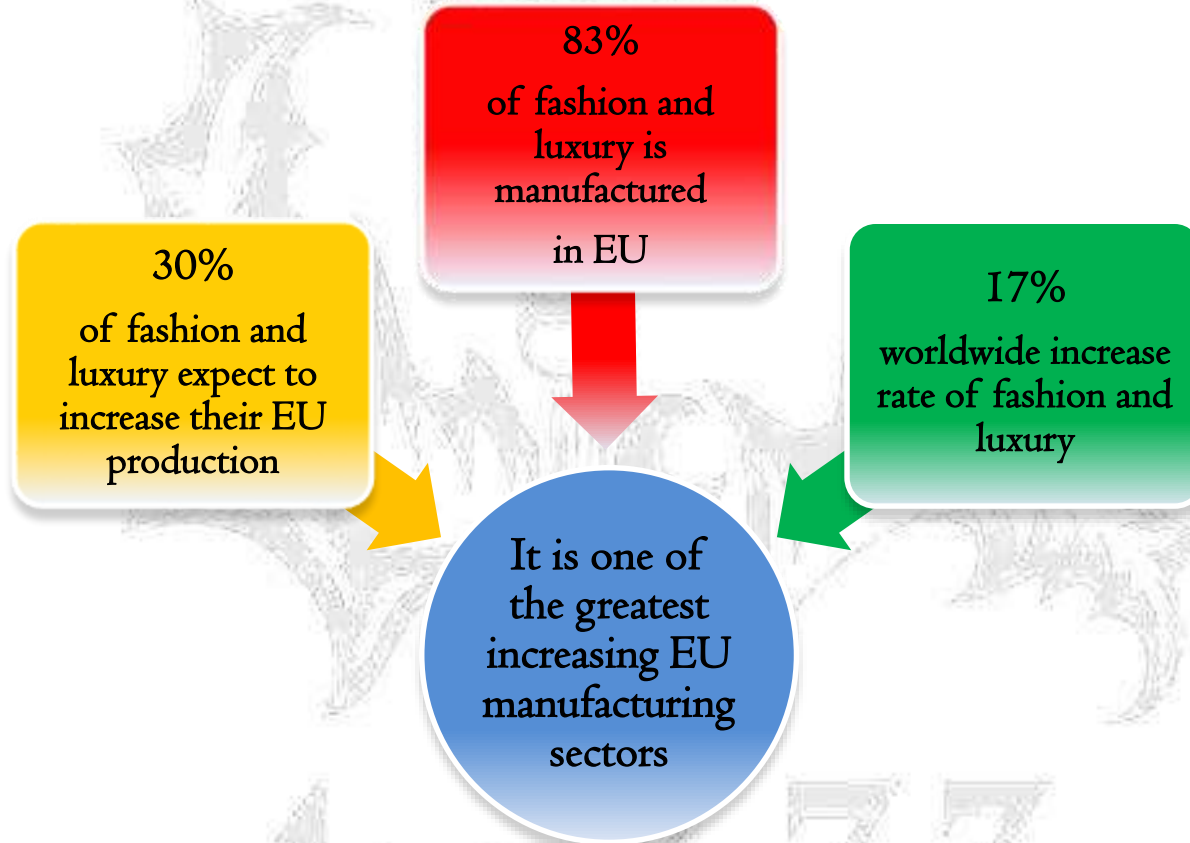 83%
of fashion and
luxury is
manufactured
in EU
30%
of fashion and
luxury expect to
increase their EU
production
17%
worldwide increase
rate of fashion and
luxury
It is one of
the greatest
increasing EU
manufacturing
sectors